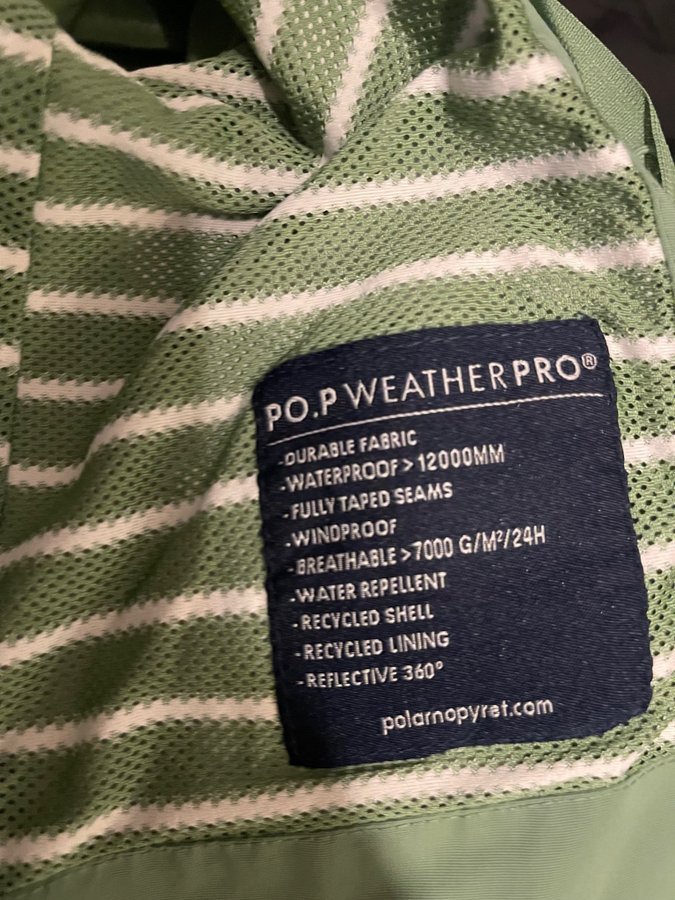 PO.P WEATHERPRO®
-DURABLE FABRIC
-WATERPROOF > 12000MM
-FULLY TAPED SEAMS
-WINDPROOF
-BREATHABLE >7000 G/M²/24H
-WATER REPELLENT
-RECYCLED SHELL
-RECYCLED LINING
-REFLECTIVE 360°
polarnopyret.com